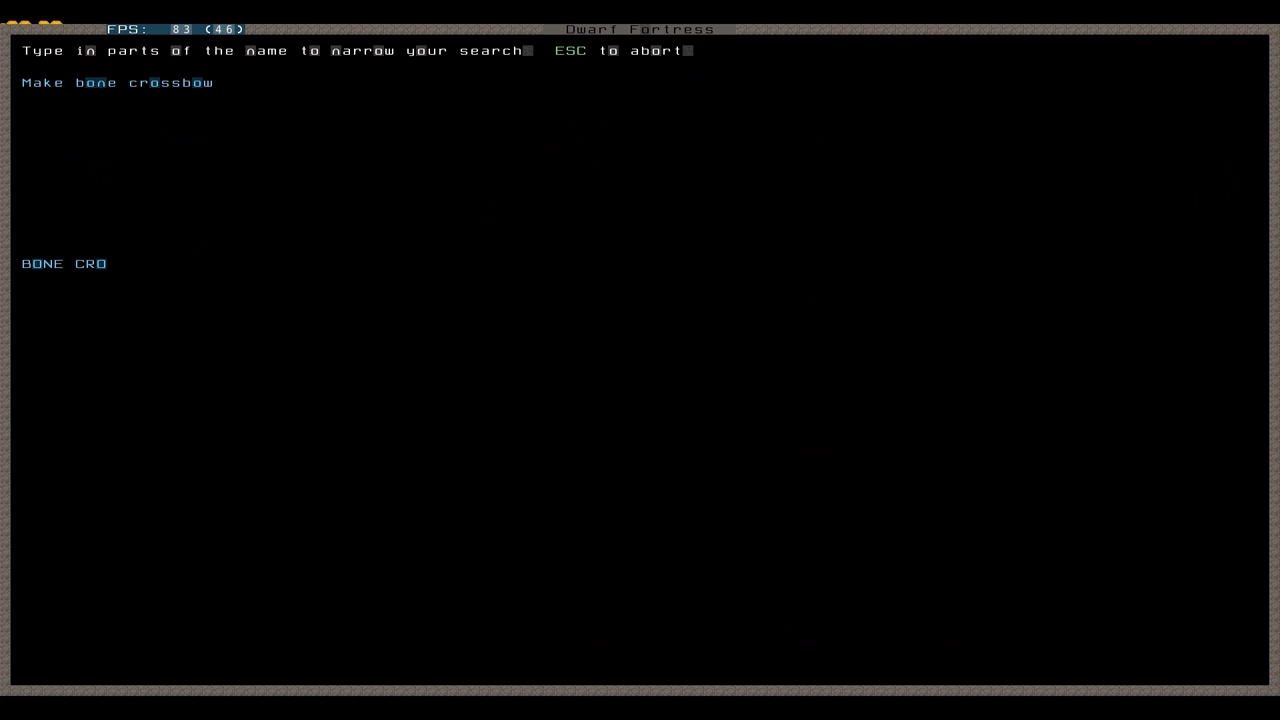 FPS: 83 (46)
Dwarf Fortress
Type in parts of the name to narrow your search. ESC to abort.
Make bone crossbow
BONE CRO